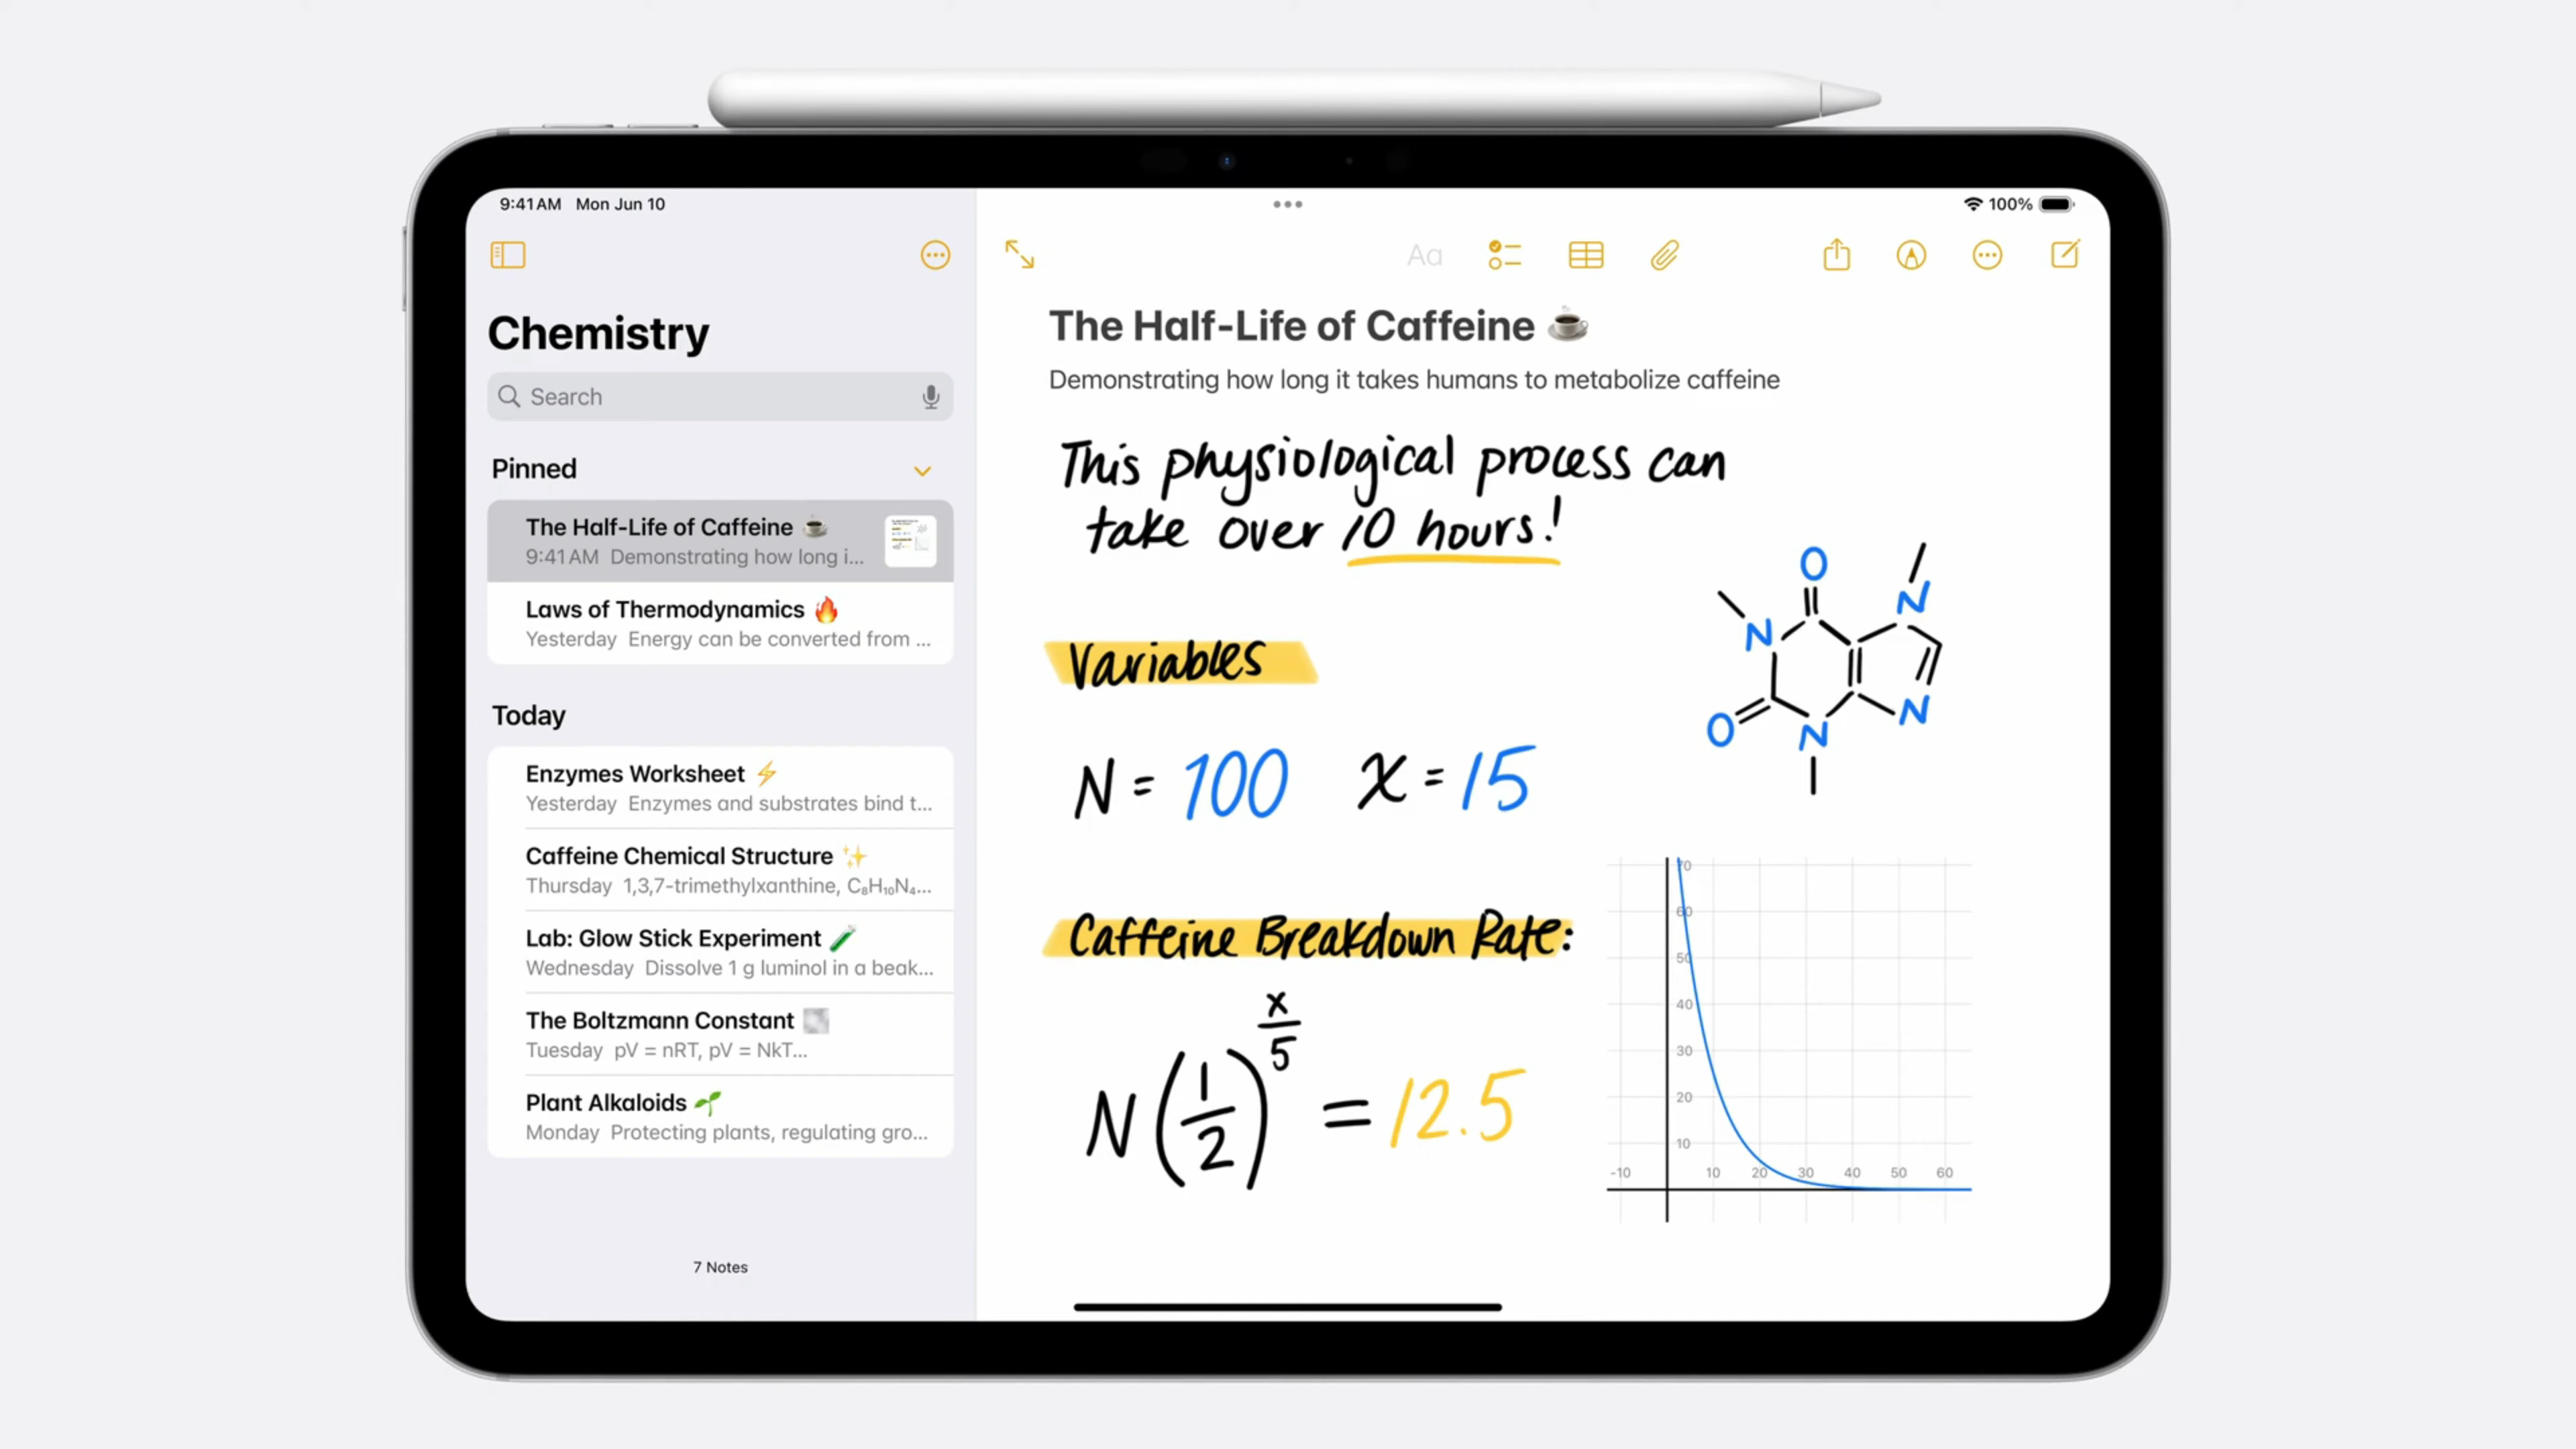 9:41 AM Mon Jun 10
100%
Chemistry
Search
Pinned
The Half-Life of Caffeine ☕
9:41 AM Demonstrating how long i...
Laws of Thermodynamics 🔥
Yesterday Energy can be converted from ...
Today
Enzymes Worksheet ⚡
Yesterday Enzymes and substrates bind t...
Caffeine Chemical Structure ✨
Thursday 1,3,7-trimethylxanthine, C₈H₁₀N₄...
Lab: Glow Stick Experiment 🧪
Wednesday Dissolve 1 g luminol in a beak...
The Boltzmann Constant
Tuesday pV = nRT, pV = NkT...
Plant Alkaloids 🌱
Monday Protecting plants, regulating gro...
7 Notes
Aa
The Half-Life of Caffeine ☕
Demonstrating how long it takes humans to metabolize caffeine
This physiological process can
take over 10 hours!
O
N N
O N N
Variables
N = 100 x = 15
Caffeine Breakdown Rate:
N(1/2)^(x/5) = 12.5
70
60
50
40
30
20
10
-10 10 20 30 40 50 60